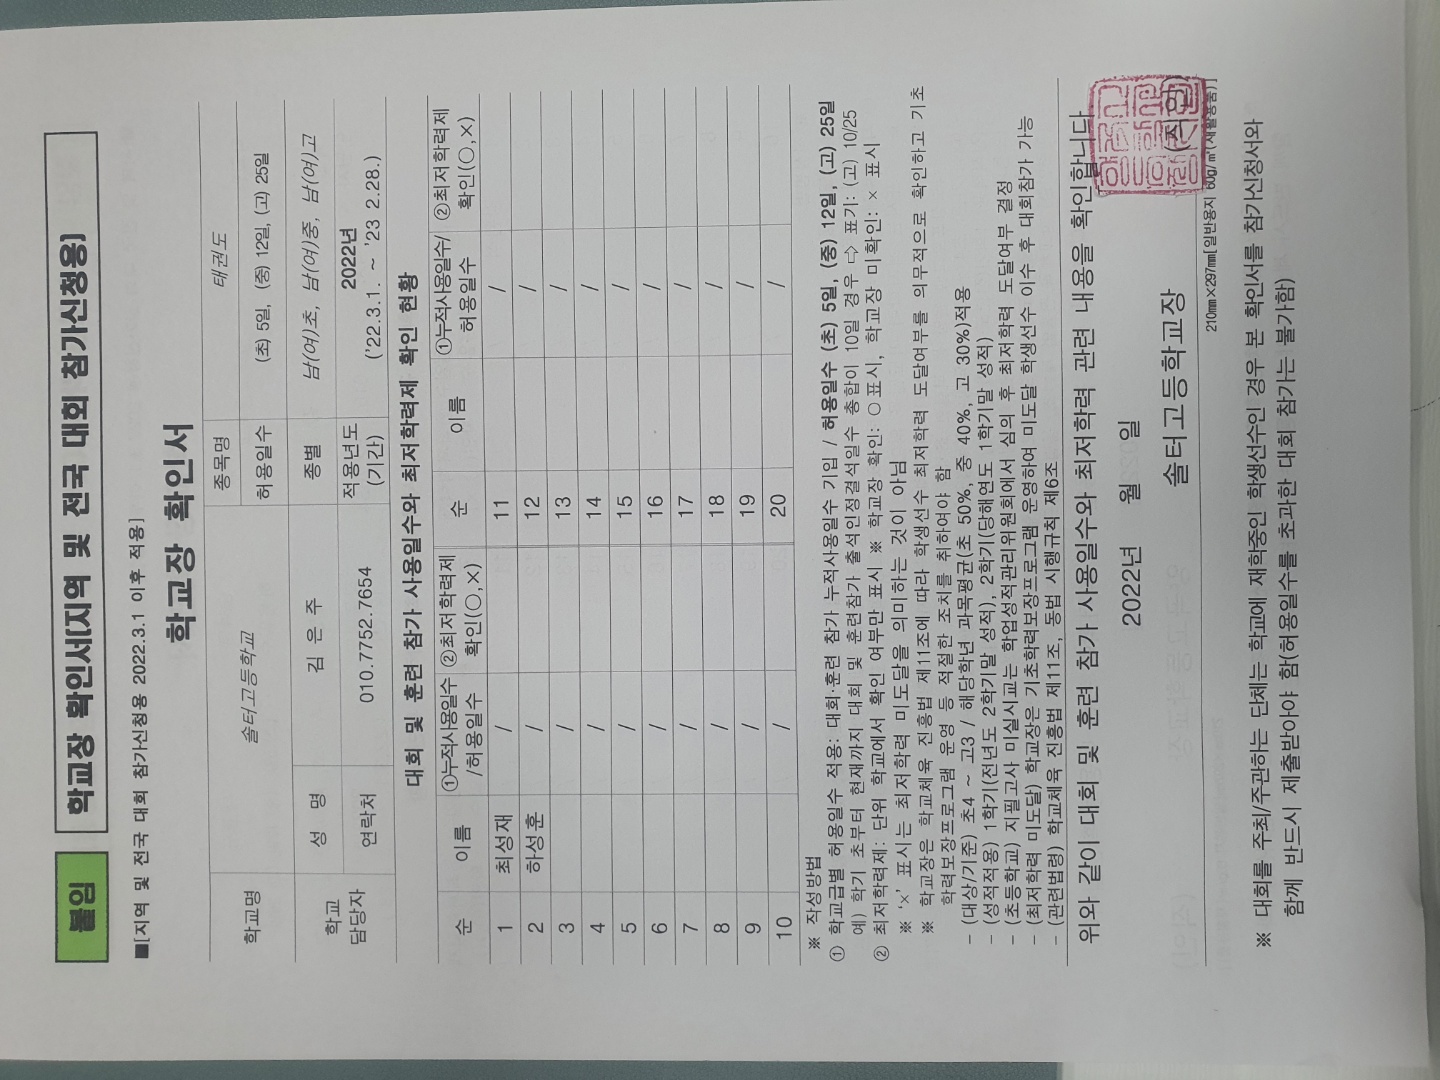 붙임 학교장 확인서[지역 및 전국 대회 참가신청용]
■[지역 및 전국 대회 참가신청용 2022.3.1 이후 적용]
학교장 확인서
학교명 솔터고등학교 종목명 태권도
허용일수 (초) 5일, (중) 12일, (고) 25일
학교 담당자 성 명 김 은 주 종별 남(여)초, 남(여)중, 남(여)고
연락처 010.7752.7654 적용년도 (기간) 2022년
('22.3.1. ~ '23 2.28.)
대회 및 훈련 참가 사용일수와 최저학력제 확인 현황
순 이름 ①누적사용일수 /허용일수 ②최저학력제 확인(○,×) 순 이름 ①누적사용일수/ 허용일수 ②최저학력제 확인(○,×)
1 최성재 / 11 /
2 하성훈 / 12 /
3 / 13 /
4 / 14 /
5 / 15 /
6 / 16 /
7 / 17 /
8 / 18 /
9 / 19 /
10 / 20 /
※ 작성방법
① 학교급별 허용일수 적용: 대회·훈련 참가 누적사용일수 기입 / 허용일수 (초) 5일, (중) 12일, (고) 25일
예) 학기 초부터 현재까지 대회 및 훈련참가 출석인정결석일수 총합이 10일 경우 ⇨ 표기: (고) 10/25
② 최저학력제: 단위 학교에서 확인 여부만 표시 ※ 학교장 확인: ○표시, 학교장 미확인: × 표시
※ '×' 표시는 최저학력 미도달을 의미하는 것이 아님
※ 학교장은 학교체육 진흥법 제11조에 따라 학생선수 최저학력 도달여부를 의무적으로 확인하고 기초
학력보장프로그램 운영 등 적절한 조치를 취하여야 함
- (대상/기준) 초4 ~ 고3 / 해당학년 과목평균(초 50%, 중 40%, 고 30%)적용
- (성적적용) 1학기(전년도 2학기말 성적), 2학기(당해연도 1학기말 성적)
- (초등학교) 지필고사 미실시교는 학업성적관리위원회에서 심의 후 최저학력 도달여부 결정
- (최저학력 미도달) 학교장은 기초학력보장프로그램 운영하여 미도달 학생선수 이수 후 대회참가 가능
- (관련법령) 학교체육 진흥법 제11조, 동법 시행규칙 제6조
위와 같이 대회 및 훈련 참가 사용일수와 최저학력 관련 내용을 확인합니다
2022년 월 일
솔터고등학교장 (직인)
210㎜×297㎜[일반용지 60g/㎡(재활용품)]
※ 대회를 주최/주관하는 단체는 학교에 재학중인 학생선수인 경우 본 확인서를 참가신청서와
함께 반드시 제출받아야 함(허용일수를 초과한 대회 참가는 불가함)